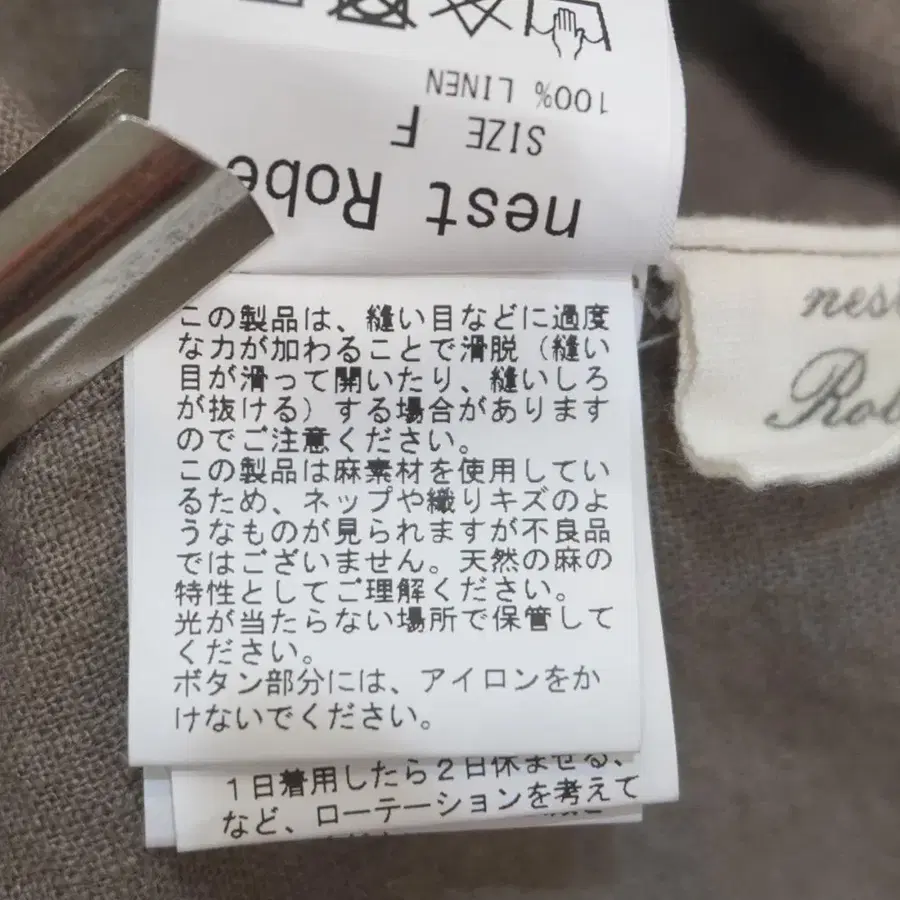 100% LINEN
SIZE F
nest Robe
この製品は、縫い目などに過度
な力が加わることで滑脱（縫い
目が滑って開いたり、縫いしろ
が抜ける）する場合があります
のでご注意ください。
この製品は麻素材を使用してい
るため、ネップや織りキズのよ
うなものが見られますが不良品
ではございません。天然の麻の
特性としてご理解ください。
光が当たらない場所で保管して
ください。
ボタン部分には、アイロンをか
けないでください。
1日着用したら2日休ませる、
など、ローテーションを考えて
nest
Rob